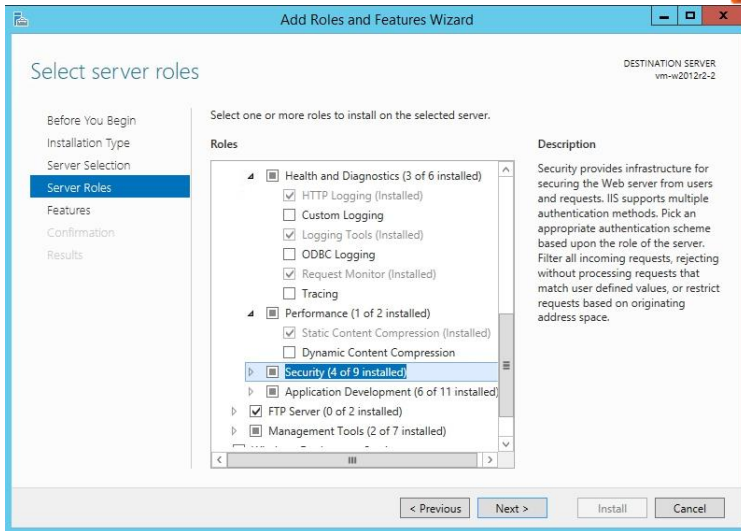 Add Roles and Features Wizard
Select server roles
DESTINATION SERVER
vm-w2012r2-2
Before You Begin
Installation Type
Server Selection
Server Roles
Features
Confirmation
Results
Select one or more roles to install on the selected server.
Roles
Health and Diagnostics (3 of 6 installed)
HTTP Logging (Installed)
Custom Logging
Logging Tools (Installed)
ODBC Logging
Request Monitor (Installed)
Tracing
Performance (1 of 2 installed)
Static Content Compression (Installed)
Dynamic Content Compression
Security (4 of 9 installed)
Application Development (6 of 11 installed)
FTP Server (0 of 2 installed)
Management Tools (2 of 7 installed)
Description
Security provides infrastructure for
securing the Web server from users
and requests. IIS supports multiple
authentication methods. Pick an
appropriate authentication scheme
based upon the role of the server.
Filter all incoming requests, rejecting
without processing requests that
match user defined values, or restrict
requests based on originating
address space.
< Previous
Next >
Install
Cancel